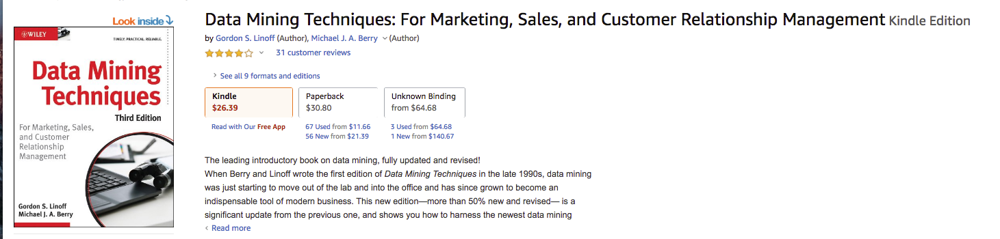 Look inside
WILEY
TIMELY. PRACTICAL. RELIABLE.
Data Mining
Techniques
Third Edition
For Marketing, Sales,
and Customer
Relationship
Management
Gordon S. Linoff
Michael J. A. Berry
Data Mining Techniques: For Marketing, Sales, and Customer Relationship Management Kindle Edition
by Gordon S. Linoff (Author), Michael J. A. Berry (Author)
31 customer reviews
See all 9 formats and editions
Kindle
$26.39
Read with Our Free App
Paperback
$30.80
67 Used from $11.66
56 New from $21.39
Unknown Binding
from $64.68
3 Used from $64.68
1 New from $140.67
The leading introductory book on data mining, fully updated and revised!
When Berry and Linoff wrote the first edition of Data Mining Techniques in the late 1990s, data mining
was just starting to move out of the lab and into the office and has since grown to become an
indispensable tool of modern business. This new edition—more than 50% new and revised— is a
significant update from the previous one, and shows you how to harness the newest data mining
Read more